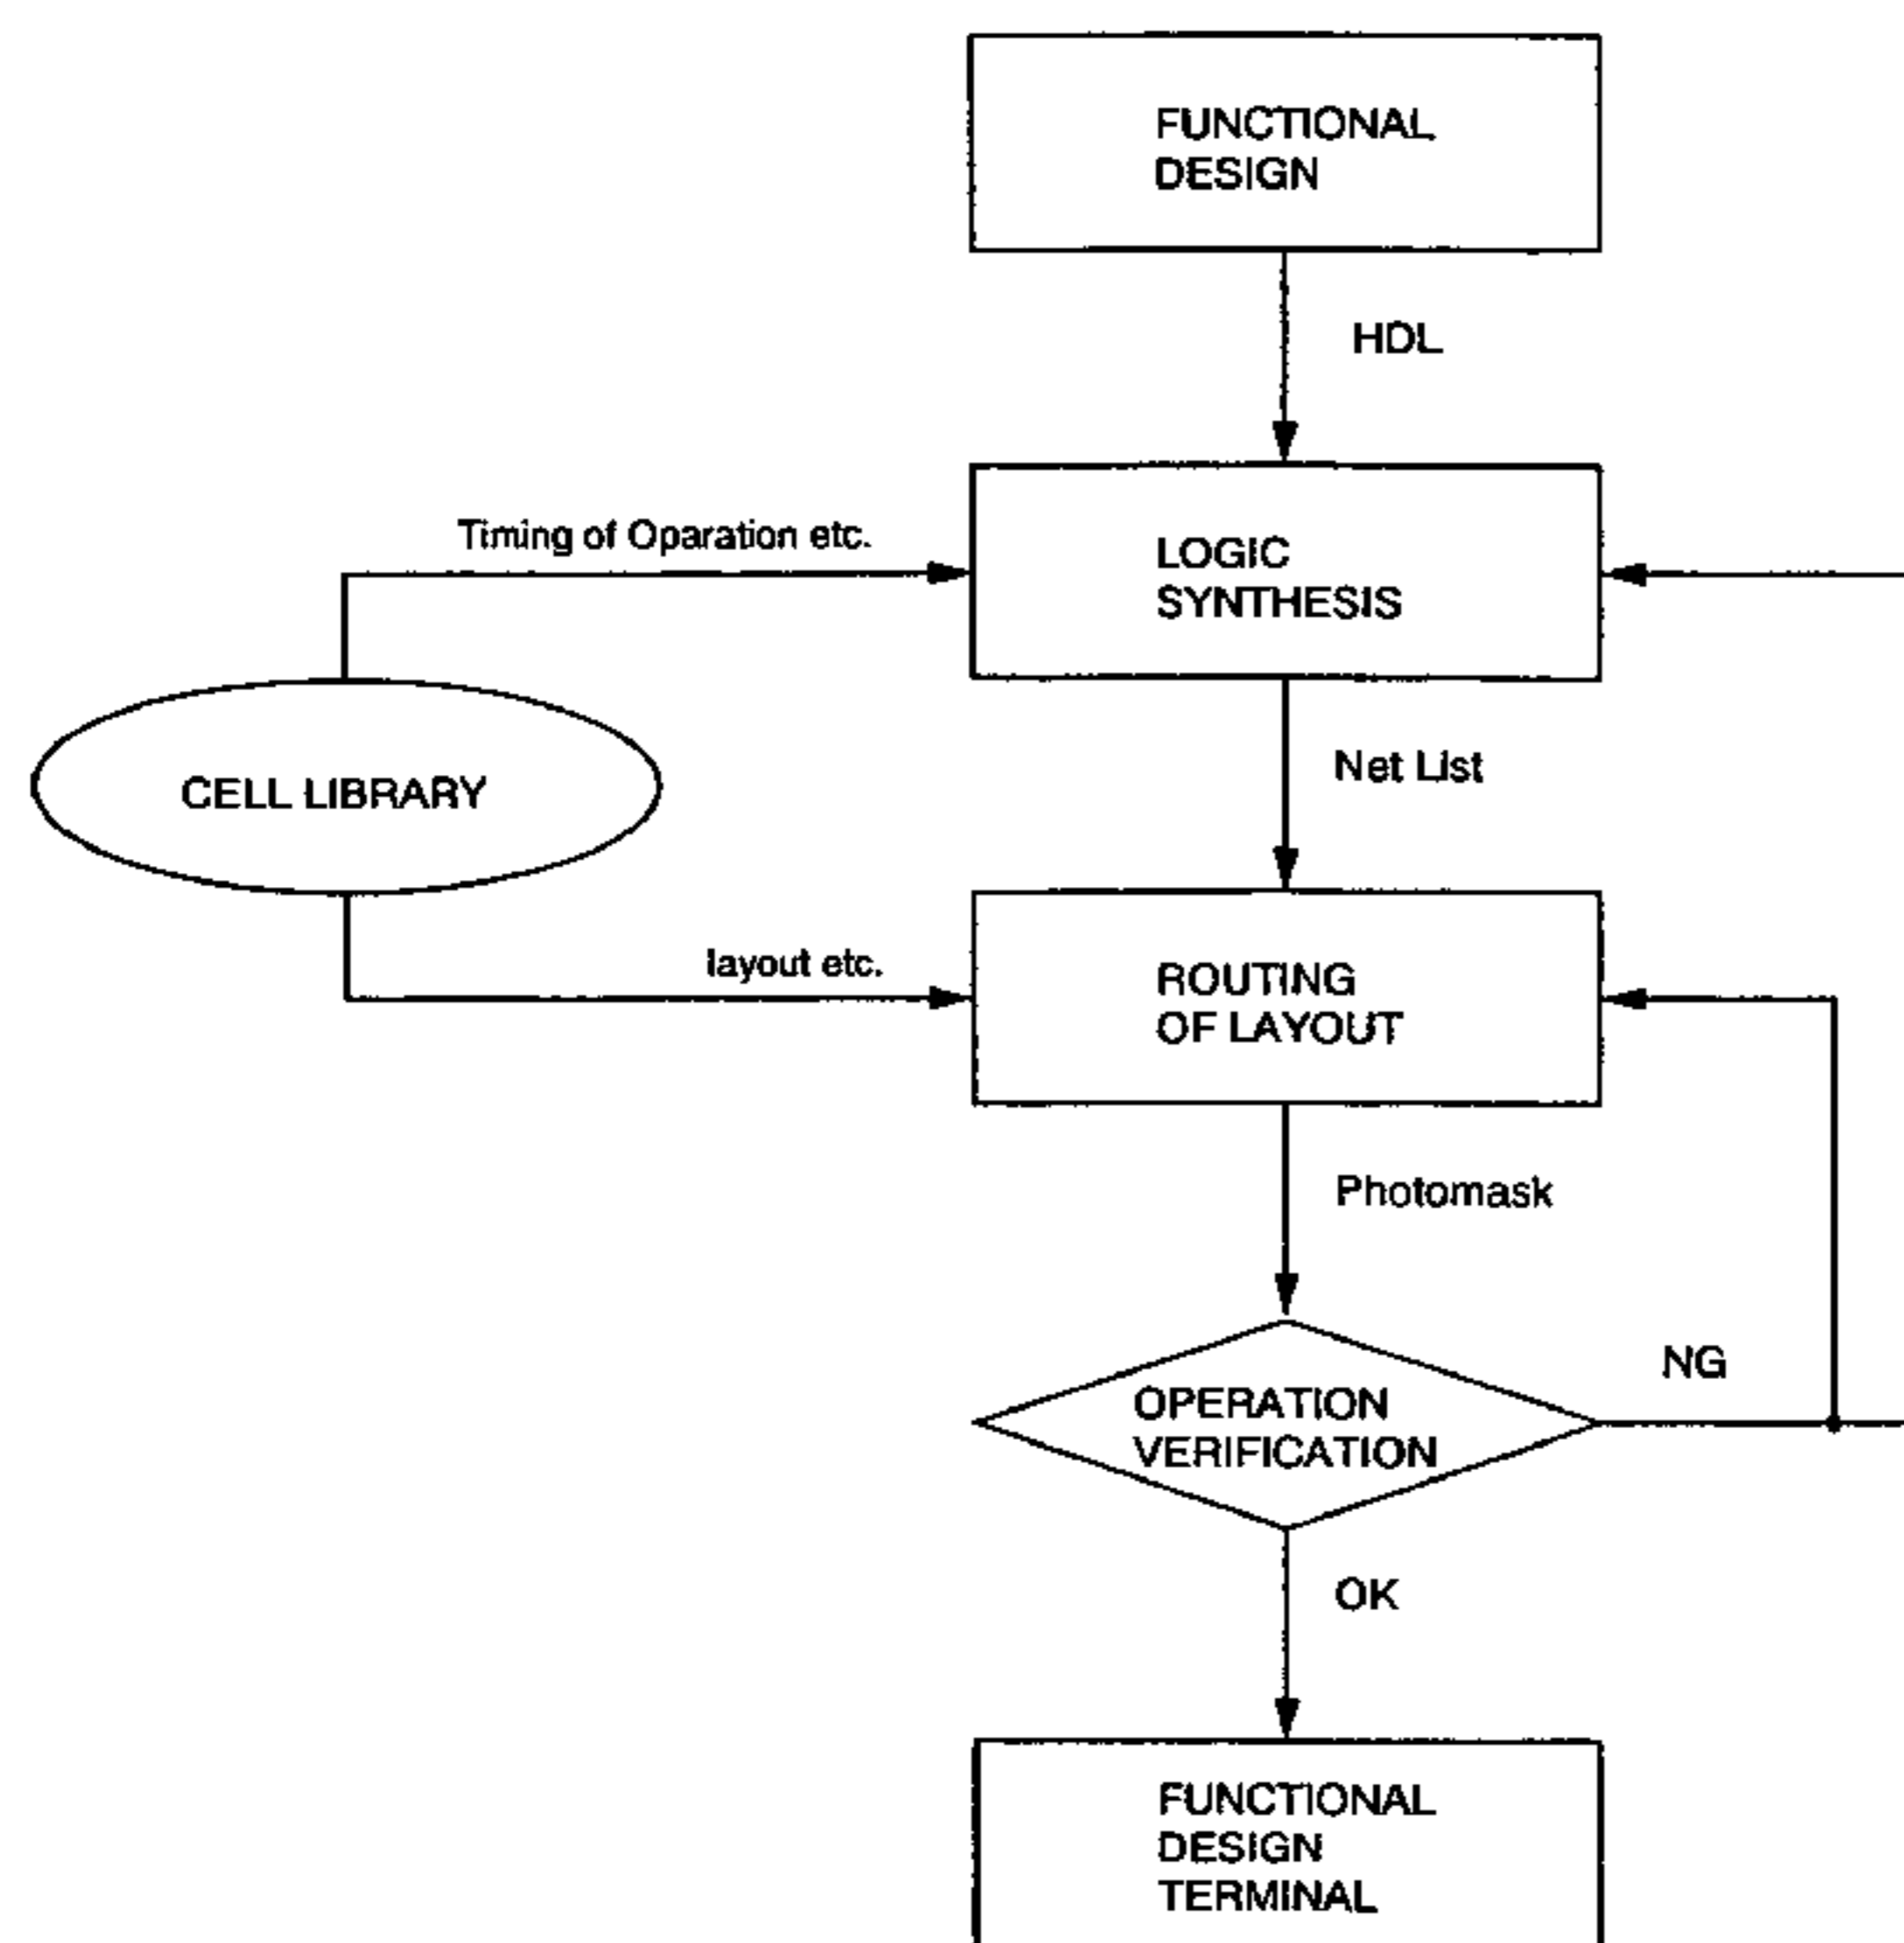 FUNCTIONAL
DESIGN
HDL
Timing of Oparation etc.
LOGIC
SYNTHESIS
Net List
CELL LIBRARY
layout etc.
ROUTING
OF LAYOUT
Photomask
NG
OPERATION
VERIFICATION
OK
FUNCTIONAL
DESIGN
TERMINAL